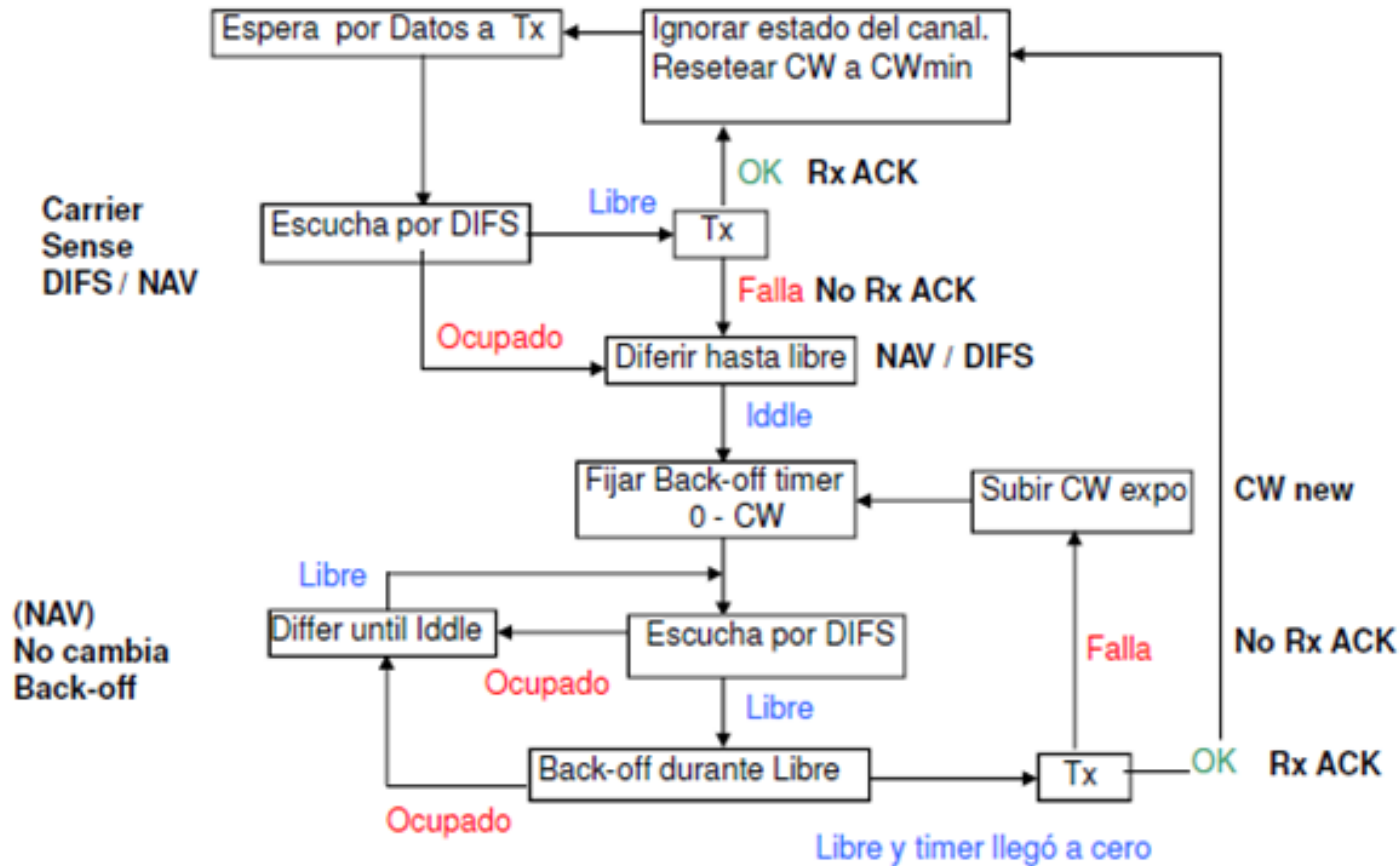 Espera por Datos a Tx
Ignorar estado del canal.
Resetear CW a CWmin
OK Rx ACK
Carrier
Sense
DIFS / NAV
Escucha por DIFS
Libre
Tx
Falla No Rx ACK
Ocupado
Diferir hasta libre
NAV / DIFS
Iddle
Fijar Back-off timer
0 - CW
Subir CW expo
CW new
Libre
(NAV)
No cambia
Back-off
Differ until Iddle
Escucha por DIFS
Ocupado
Falla
No Rx ACK
Libre
Back-off durante Libre
Tx
OK Rx ACK
Ocupado
Libre y timer llegó a cero